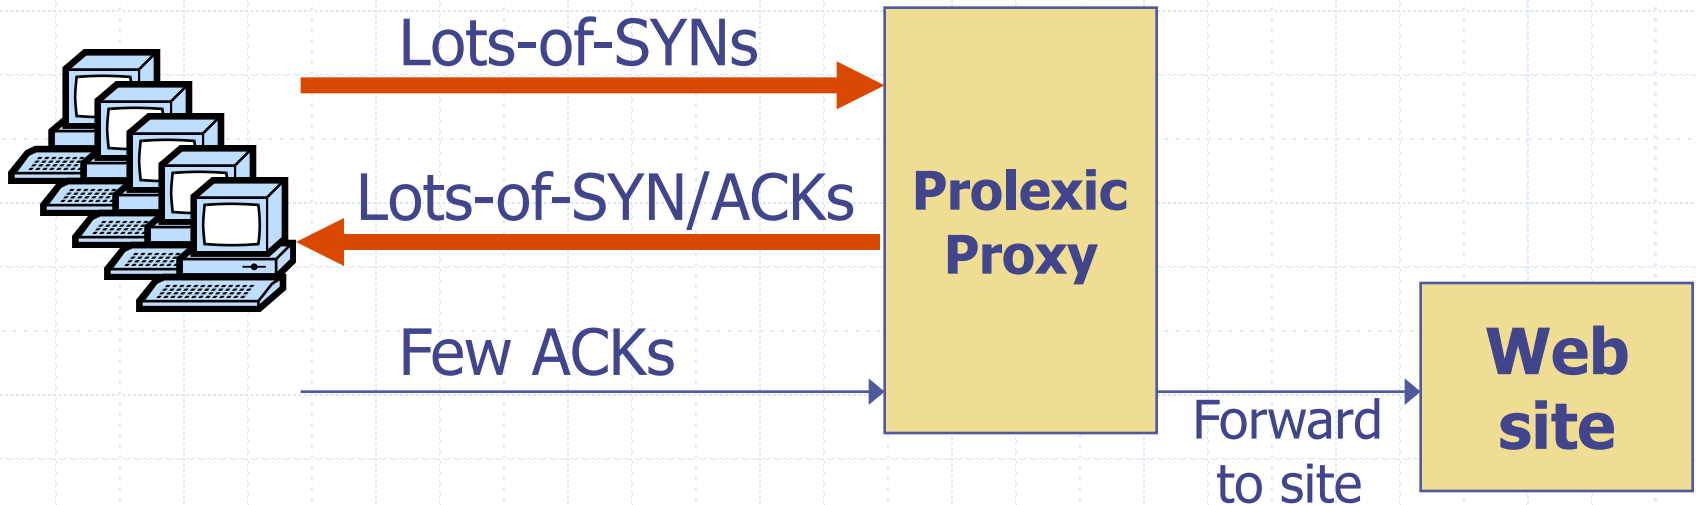 Lots-of-SYNs
Lots-of-SYN/ACKs
Few ACKs
Prolexic
Proxy
Forward
to site
Web
site